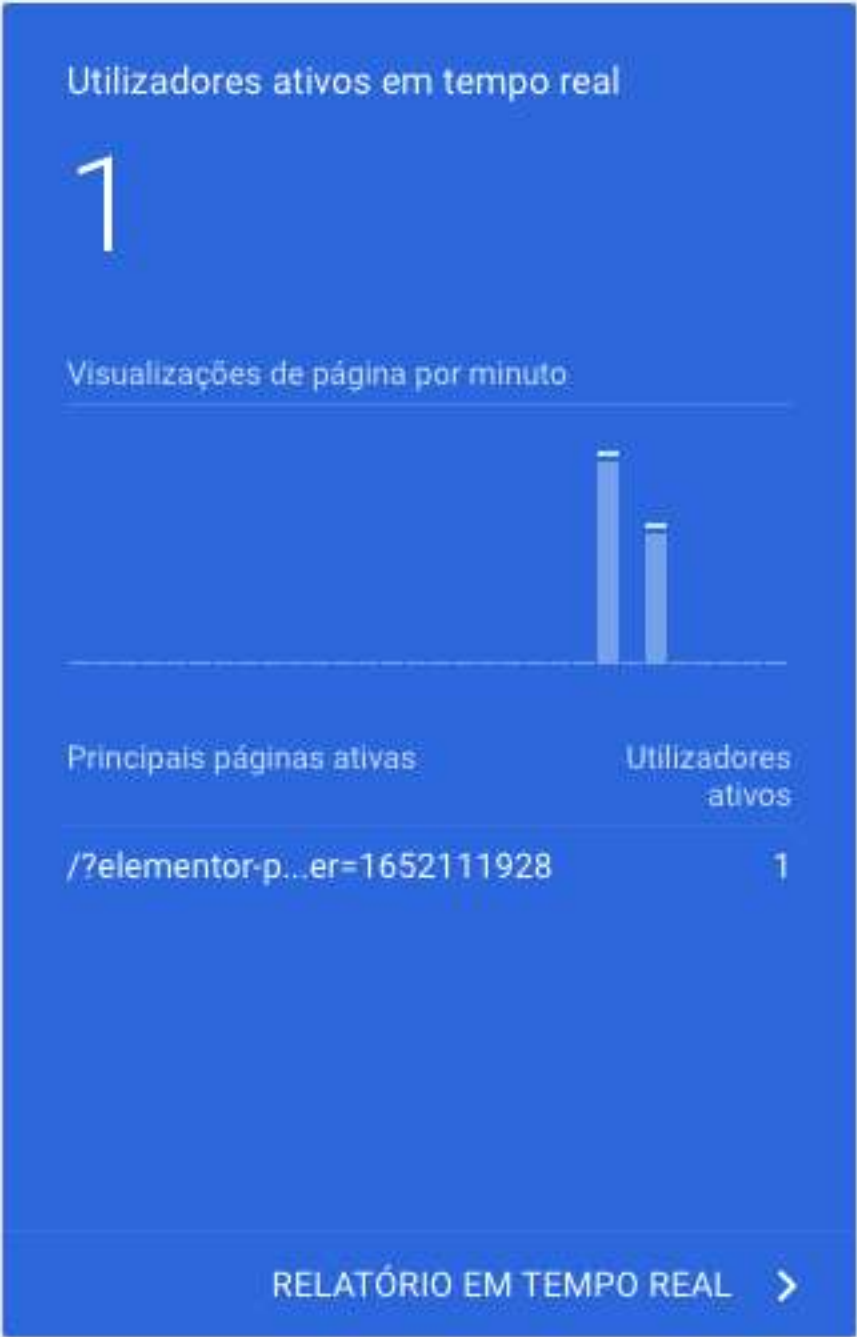 Utilizadores ativos em tempo real
1
Visualizações de página por minuto
Principais páginas ativas
Utilizadores
ativos
/?elementor-p...er=1652111928
1
RELATÓRIO EM TEMPO REAL